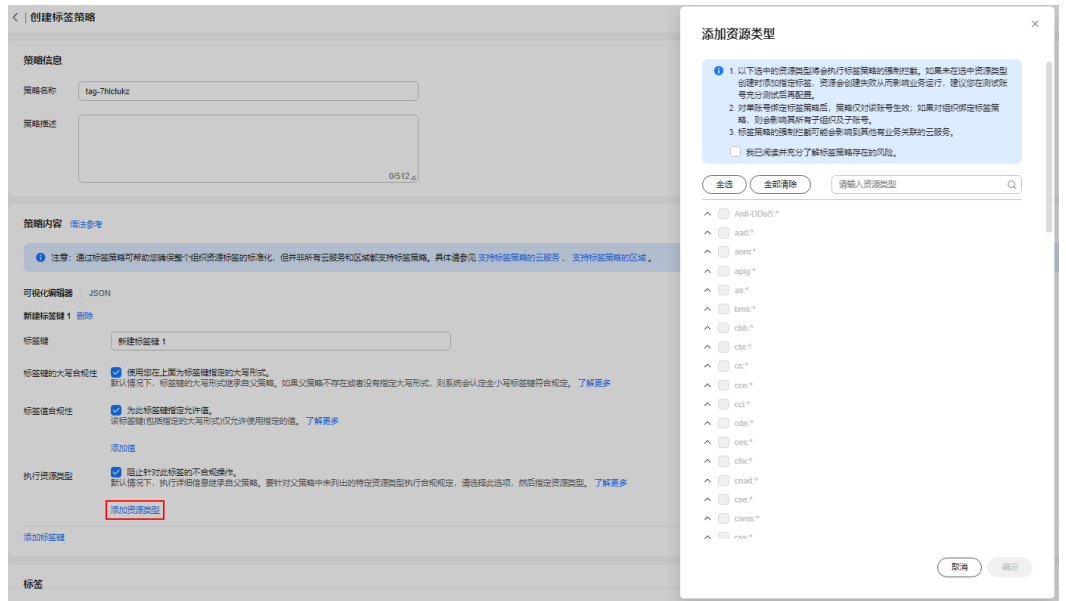 创建标签策略
策略信息
策略名称 tag-7hlctukz
策略描述
0/512
策略内容 语法参考
注意：通过标签策略可帮助您确保整个组织资源标签的标准化，但并非所有云服务和区域都支持标签策略。具体请参见 支持标签策略的云服务 、 支持标签策略的区域 。
可视化编辑器 JSON
新建标签键 1 删除
标签键 新建标签键 1
标签键的大写合规性 使用您在上面为标签键指定的大写形式。
默认情况下，标签键的大写形式继承自父策略。如果父策略不存在或者没有指定大写形式，则系统会认定全小写标签键符合规定。 了解更多
标签值合规性 为此标签键指定允许值。
该标签键(包括指定的大写形式)仅允许使用指定的值。 了解更多
添加值
执行资源类型 阻止针对此标签的不合规操作。
默认情况下，执行详细信息继承自父策略。要针对父策略中未列出的特定资源类型执行合规规定，请选择此选项，然后指定资源类型。 了解更多
添加资源类型
添加标签键
标签
添加资源类型
1. 以下选中的资源类型将会执行标签策略的强制拦截。如果未在选中资源类型
创建时添加指定标签，资源会创建失败从而影响业务运行，建议您在测试账
号充分测试后再配置。
2. 对单账号绑定标签策略后，策略仅对该账号生效；如果对组织绑定标签策
略，则会影响其所有子组织及子账号。
3. 标签策略的强制拦截可能会影响到其他有业务关联的云服务。
我已阅读并充分了解标签策略存在的风险。
全选 全部清除 请输入资源类型
Anti-DDoS:*
aad:*
aom:*
apig:*
as:*
bms:*
cbh:*
cbr:*
cc:*
cce:*
cci:*
cdn:*
ces:*
cfw:*
cnad:*
cse:*
csms:*
css:*
取消 确定